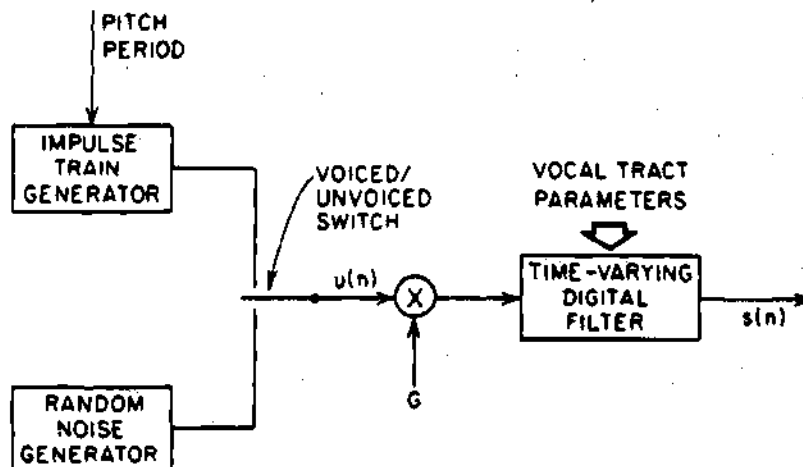 PITCH
PERIOD
IMPULSE
TRAIN
GENERATOR
VOICED/
UNVOICED
SWITCH
VOCAL TRACT
PARAMETERS
u(n)
X
TIME-VARYING
DIGITAL
FILTER
s(n)
G
RANDOM
NOISE
GENERATOR